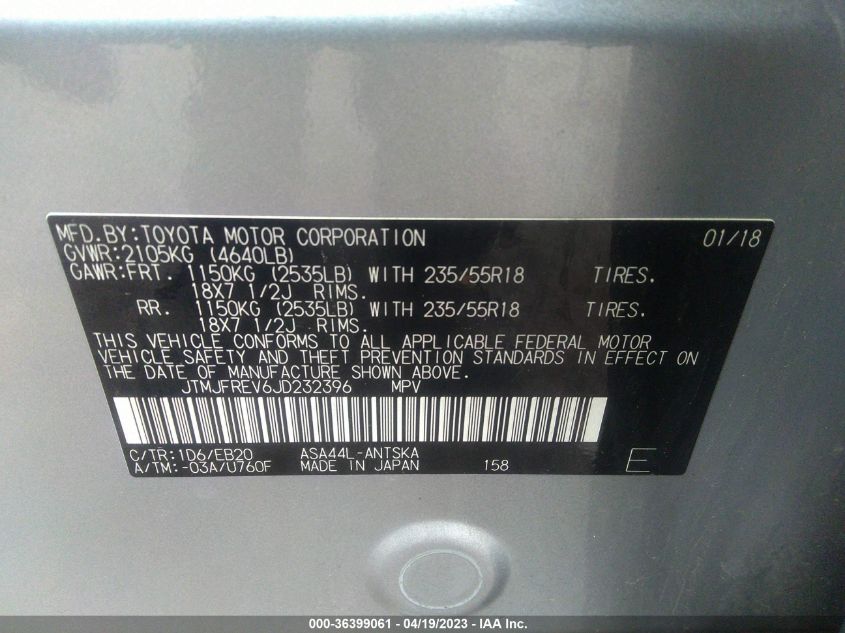 MFD.BY:TOYOTA MOTOR CORPORATION 01/18
GVWR:2105KG (4640LB)
GAWR:FRT. 1150KG (2535LB) WITH 235/55R18 TIRES.
18X7 1/2J RIMS.
RR. 1150KG (2535LB) WITH 235/55R18 TIRES.
18X7 1/2J RIMS.
THIS VEHICLE CONFORMS TO ALL APPLICABLE FEDERAL MOTOR
VEHICLE SAFETY AND THEFT PREVENTION STANDARDS IN EFFECT ON
THE DATE OF MANUFACTURE SHOWN ABOVE.
JTMJFREV6JD232396 MPV
C/TR:1D6/EB20 ASA44L-ANTSKA
A/TM:-03A/U760F MADE IN JAPAN 158 E
000-36399061 - 04/19/2023 - IAA Inc.